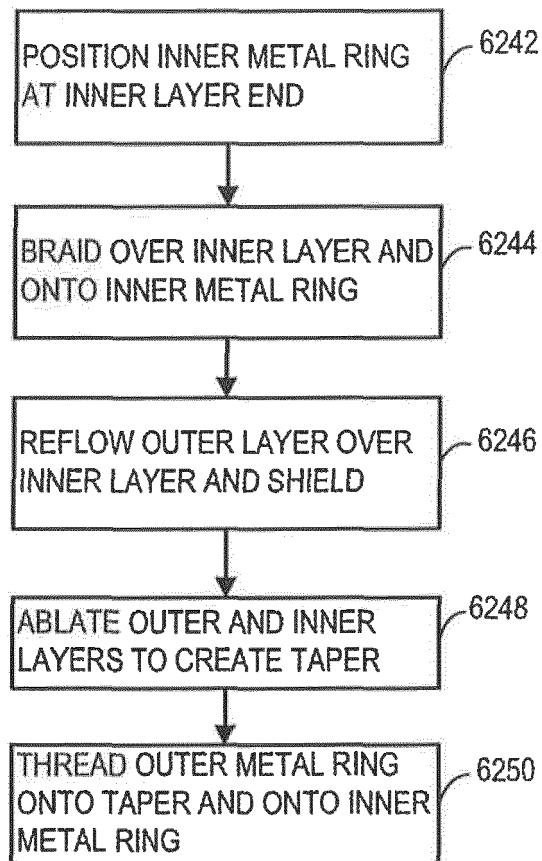 POSITION INNER METAL RING
AT INNER LAYER END
6242
BRAID OVER INNER LAYER AND
ONTO INNER METAL RING
6244
REFLOW OUTER LAYER OVER
INNER LAYER AND SHIELD
6246
ABLATE OUTER AND INNER
LAYERS TO CREATE TAPER
6248
THREAD OUTER METAL RING
ONTO TAPER AND ONTO INNER
METAL RING
6250